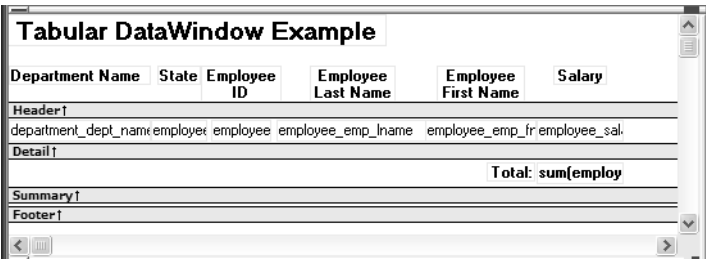 Tabular DataWindow Example
Department Name State Employee ID Employee Last Name Employee First Name Salary
Header↑
department_dept_name employee employee employee_emp_lname employee_emp_fr employee_sal
Detail↑
Total: sum(employ
Summary↑
Footer↑